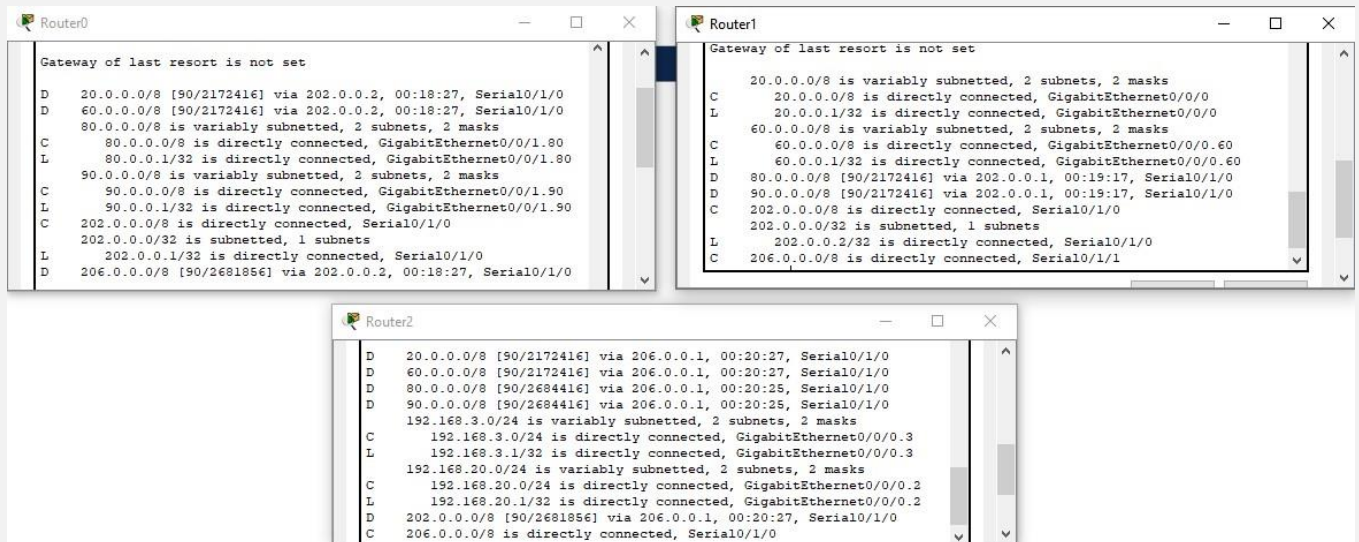 Router0
Gateway of last resort is not set
D 20.0.0.0/8 [90/2172416] via 202.0.0.2, 00:18:27, Serial0/1/0
D 60.0.0.0/8 [90/2172416] via 202.0.0.2, 00:18:27, Serial0/1/0
80.0.0.0/8 is variably subnetted, 2 subnets, 2 masks
C 80.0.0.0/8 is directly connected, GigabitEthernet0/0/1.80
L 80.0.0.1/32 is directly connected, GigabitEthernet0/0/1.80
90.0.0.0/8 is variably subnetted, 2 subnets, 2 masks
C 90.0.0.0/8 is directly connected, GigabitEthernet0/0/1.90
L 90.0.0.1/32 is directly connected, GigabitEthernet0/0/1.90
C 202.0.0.0/8 is directly connected, Serial0/1/0
202.0.0.0/32 is subnetted, 1 subnets
L 202.0.0.1/32 is directly connected, Serial0/1/0
D 206.0.0.0/8 [90/2681856] via 202.0.0.2, 00:18:27, Serial0/1/0
Router1
Gateway of last resort is not set
20.0.0.0/8 is variably subnetted, 2 subnets, 2 masks
C 20.0.0.0/8 is directly connected, GigabitEthernet0/0/0
L 20.0.0.1/32 is directly connected, GigabitEthernet0/0/0
60.0.0.0/8 is variably subnetted, 2 subnets, 2 masks
C 60.0.0.0/8 is directly connected, GigabitEthernet0/0/0.60
L 60.0.0.1/32 is directly connected, GigabitEthernet0/0/0.60
D 80.0.0.0/8 [90/2172416] via 202.0.0.1, 00:19:17, Serial0/1/0
D 90.0.0.0/8 [90/2172416] via 202.0.0.1, 00:19:17, Serial0/1/0
C 202.0.0.0/8 is directly connected, Serial0/1/0
202.0.0.0/32 is subnetted, 1 subnets
L 202.0.0.2/32 is directly connected, Serial0/1/0
C 206.0.0.0/8 is directly connected, Serial0/1/1
Router2
D 20.0.0.0/8 [90/2172416] via 206.0.0.1, 00:20:27, Serial0/1/0
D 60.0.0.0/8 [90/2172416] via 206.0.0.1, 00:20:27, Serial0/1/0
D 80.0.0.0/8 [90/2684416] via 206.0.0.1, 00:20:25, Serial0/1/0
D 90.0.0.0/8 [90/2684416] via 206.0.0.1, 00:20:25, Serial0/1/0
192.168.3.0/24 is variably subnetted, 2 subnets, 2 masks
C 192.168.3.0/24 is directly connected, GigabitEthernet0/0/0.3
L 192.168.3.1/32 is directly connected, GigabitEthernet0/0/0.3
192.168.20.0/24 is variably subnetted, 2 subnets, 2 masks
C 192.168.20.0/24 is directly connected, GigabitEthernet0/0/0.2
L 192.168.20.1/32 is directly connected, GigabitEthernet0/0/0.2
D 202.0.0.0/8 [90/2681856] via 206.0.0.1, 00:20:27, Serial0/1/0
C 206.0.0.0/8 is directly connected, Serial0/1/0